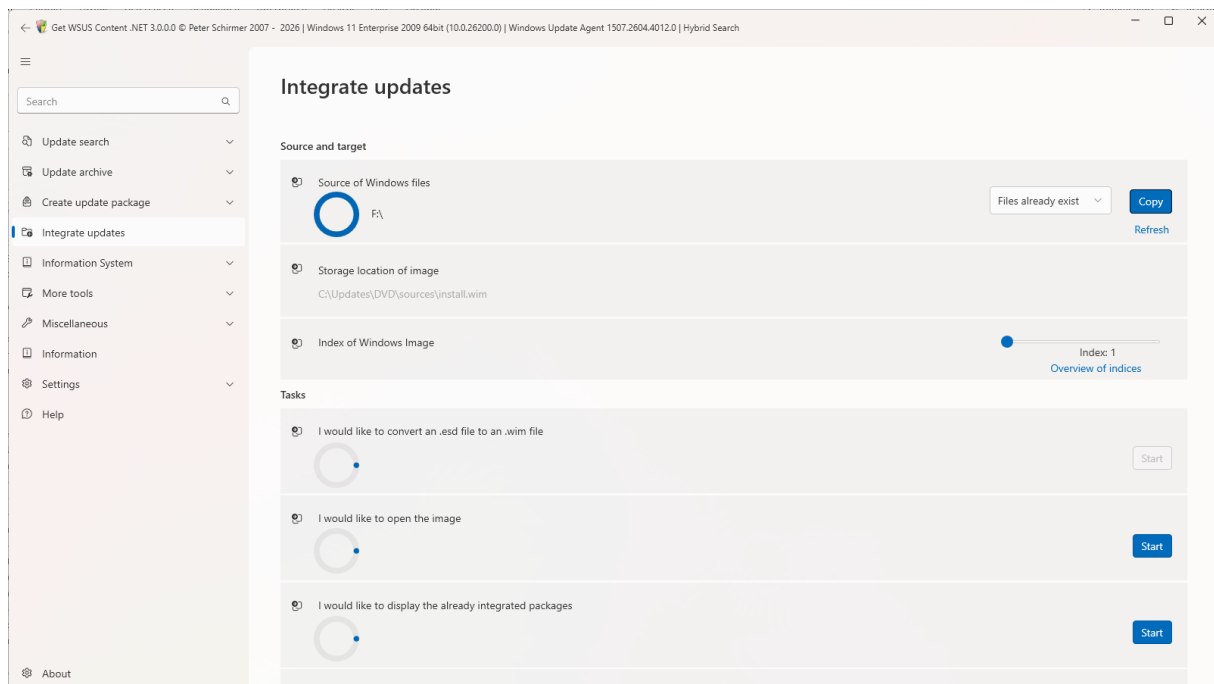 Get WSUS Content .NET 3.0.0.0 © Peter Schirmer 2007 - 2026 | Windows 11 Enterprise 2009 64bit (10.0.26200.0) | Windows Update Agent 1507.2604.4012.0 | Hybrid Search
Search
Update search
Update archive
Create update package
Integrate updates
Information System
More tools
Miscellaneous
Information
Settings
Help
About
Integrate updates
Source and target
Source of Windows files
F:\
Files already exist
Copy
Refresh
Storage location of image
C:\Updates\DVD\sources\install.wim
Index of Windows Image
Index: 1
Overview of indices
Tasks
I would like to convert an .esd file to an .wim file
Start
I would like to open the image
Start
I would like to display the already integrated packages
Start